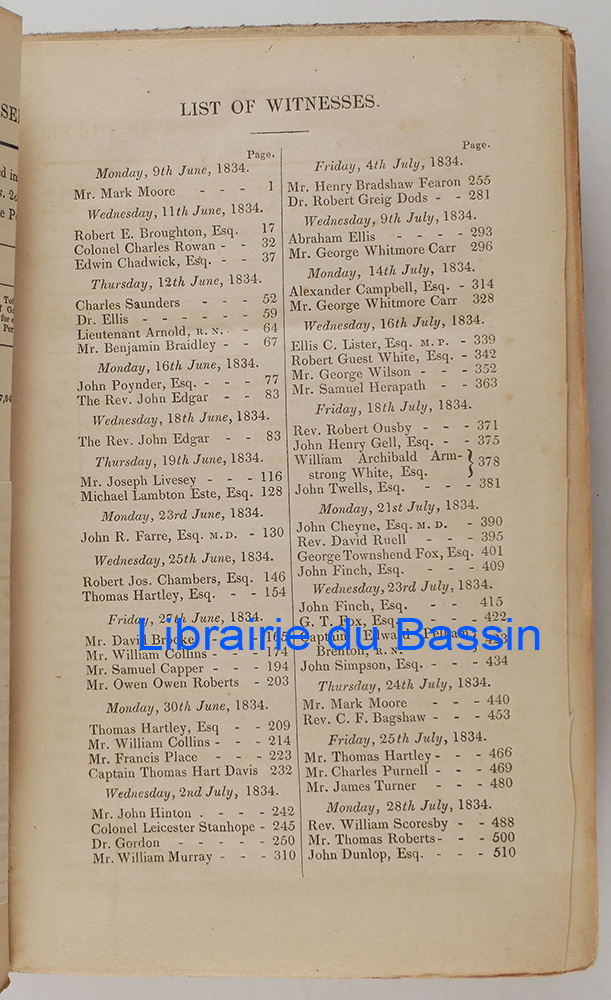 LIST OF WITNESSES.
Page.
Monday, 9th June, 1834.
Mr. Mark Moore - - - 1
Wednesday, 11th June, 1834.
Robert E. Broughton, Esq. 17
Colonel Charles Rowan - - 32
Edwin Chadwick, Esq. - - 37
Thursday, 12th June, 1834.
Charles Saunders - - - 52
Dr. Ellis - - - - - 59
Lieutenant Arnold, R. N. - 64
Mr. Benjamin Braidley - - 67
Monday, 16th June, 1834.
John Poynder, Esq. - - - 77
The Rev. John Edgar - - 83
Wednesday, 18th June, 1834.
The Rev. John Edgar - - 83
Thursday, 19th June, 1834.
Mr. Joseph Livesey - - - 116
Michael Lambton Este, Esq. 128
Monday, 23rd June, 1834.
John R. Farre, Esq. M.D. - 130
Wednesday, 25th June, 1834.
Robert Jos. Chambers, Esq. 146
Thomas Hartley, Esq. - - 154
Friday, 27th June, 1834.
Mr. David Brooke 165
Mr. William Collins - - - 174
Mr. Samuel Capper - - - 194
Mr. Owen Owen Roberts - 203
Monday, 30th June, 1834.
Thomas Hartley, Esq - - 209
Mr. William Collins - - - 214
Mr. Francis Place - - - 223
Captain Thomas Hart Davis 232
Wednesday, 2nd July, 1834.
Mr. John Hinton . - - - 242
Colonel Leicester Stanhope - 245
Dr. Gordon - - - - - 250
Mr. William Murray - - - 310
Page.
Friday, 4th July, 1834.
Mr. Henry Bradshaw Fearon 255
Dr. Robert Greig Dods - - 281
Wednesday, 9th July, 1834.
Abraham Ellis - - - - 293
Mr. George Whitmore Carr 296
Monday, 14th July, 1834.
Alexander Campbell, Esq. - 314
Mr. George Whitmore Carr 328
Wednesday, 16th July, 1834.
Ellis C. Lister, Esq. M.P. - 339
Robert Guest White, Esq. - 342
Mr. George Wilson - - - 352
Mr. Samuel Herapath - - 363
Friday, 18th July, 1834.
Rev. Robert Ousby - - - 371
John Henry Gell, Esq. - - 375
William Archibald Arm-
strong White, Esq. } 378
John Twells, Esq. - - - 381
Monday, 21st July, 1834.
John Cheyne, Esq. M.D. - 390
Rev. David Ruell - - - 395
George Townshend Fox, Esq. 401
John Finch, Esq. - - - 409
Wednesday, 23rd July, 1834.
John Finch, Esq. - - 415
G. T. Fox, Esq. - - 422
Captain Edward Pelham
Brenton, R. N.
John Simpson, Esq. - - - 434
Thursday, 24th July, 1834.
Mr. Mark Moore - - - 440
Rev. C. F. Bagshaw - - - 453
Friday, 25th July, 1834.
Mr. Thomas Hartley - - - 466
Mr. Charles Purnell - - - 469
Mr. James Turner - - - 480
Monday, 28th July, 1834.
Rev. William Scoresby - - 488
Mr. Thomas Roberts - - - 500
John Dunlop, Esq. - - - 510
Librairie du Bassin